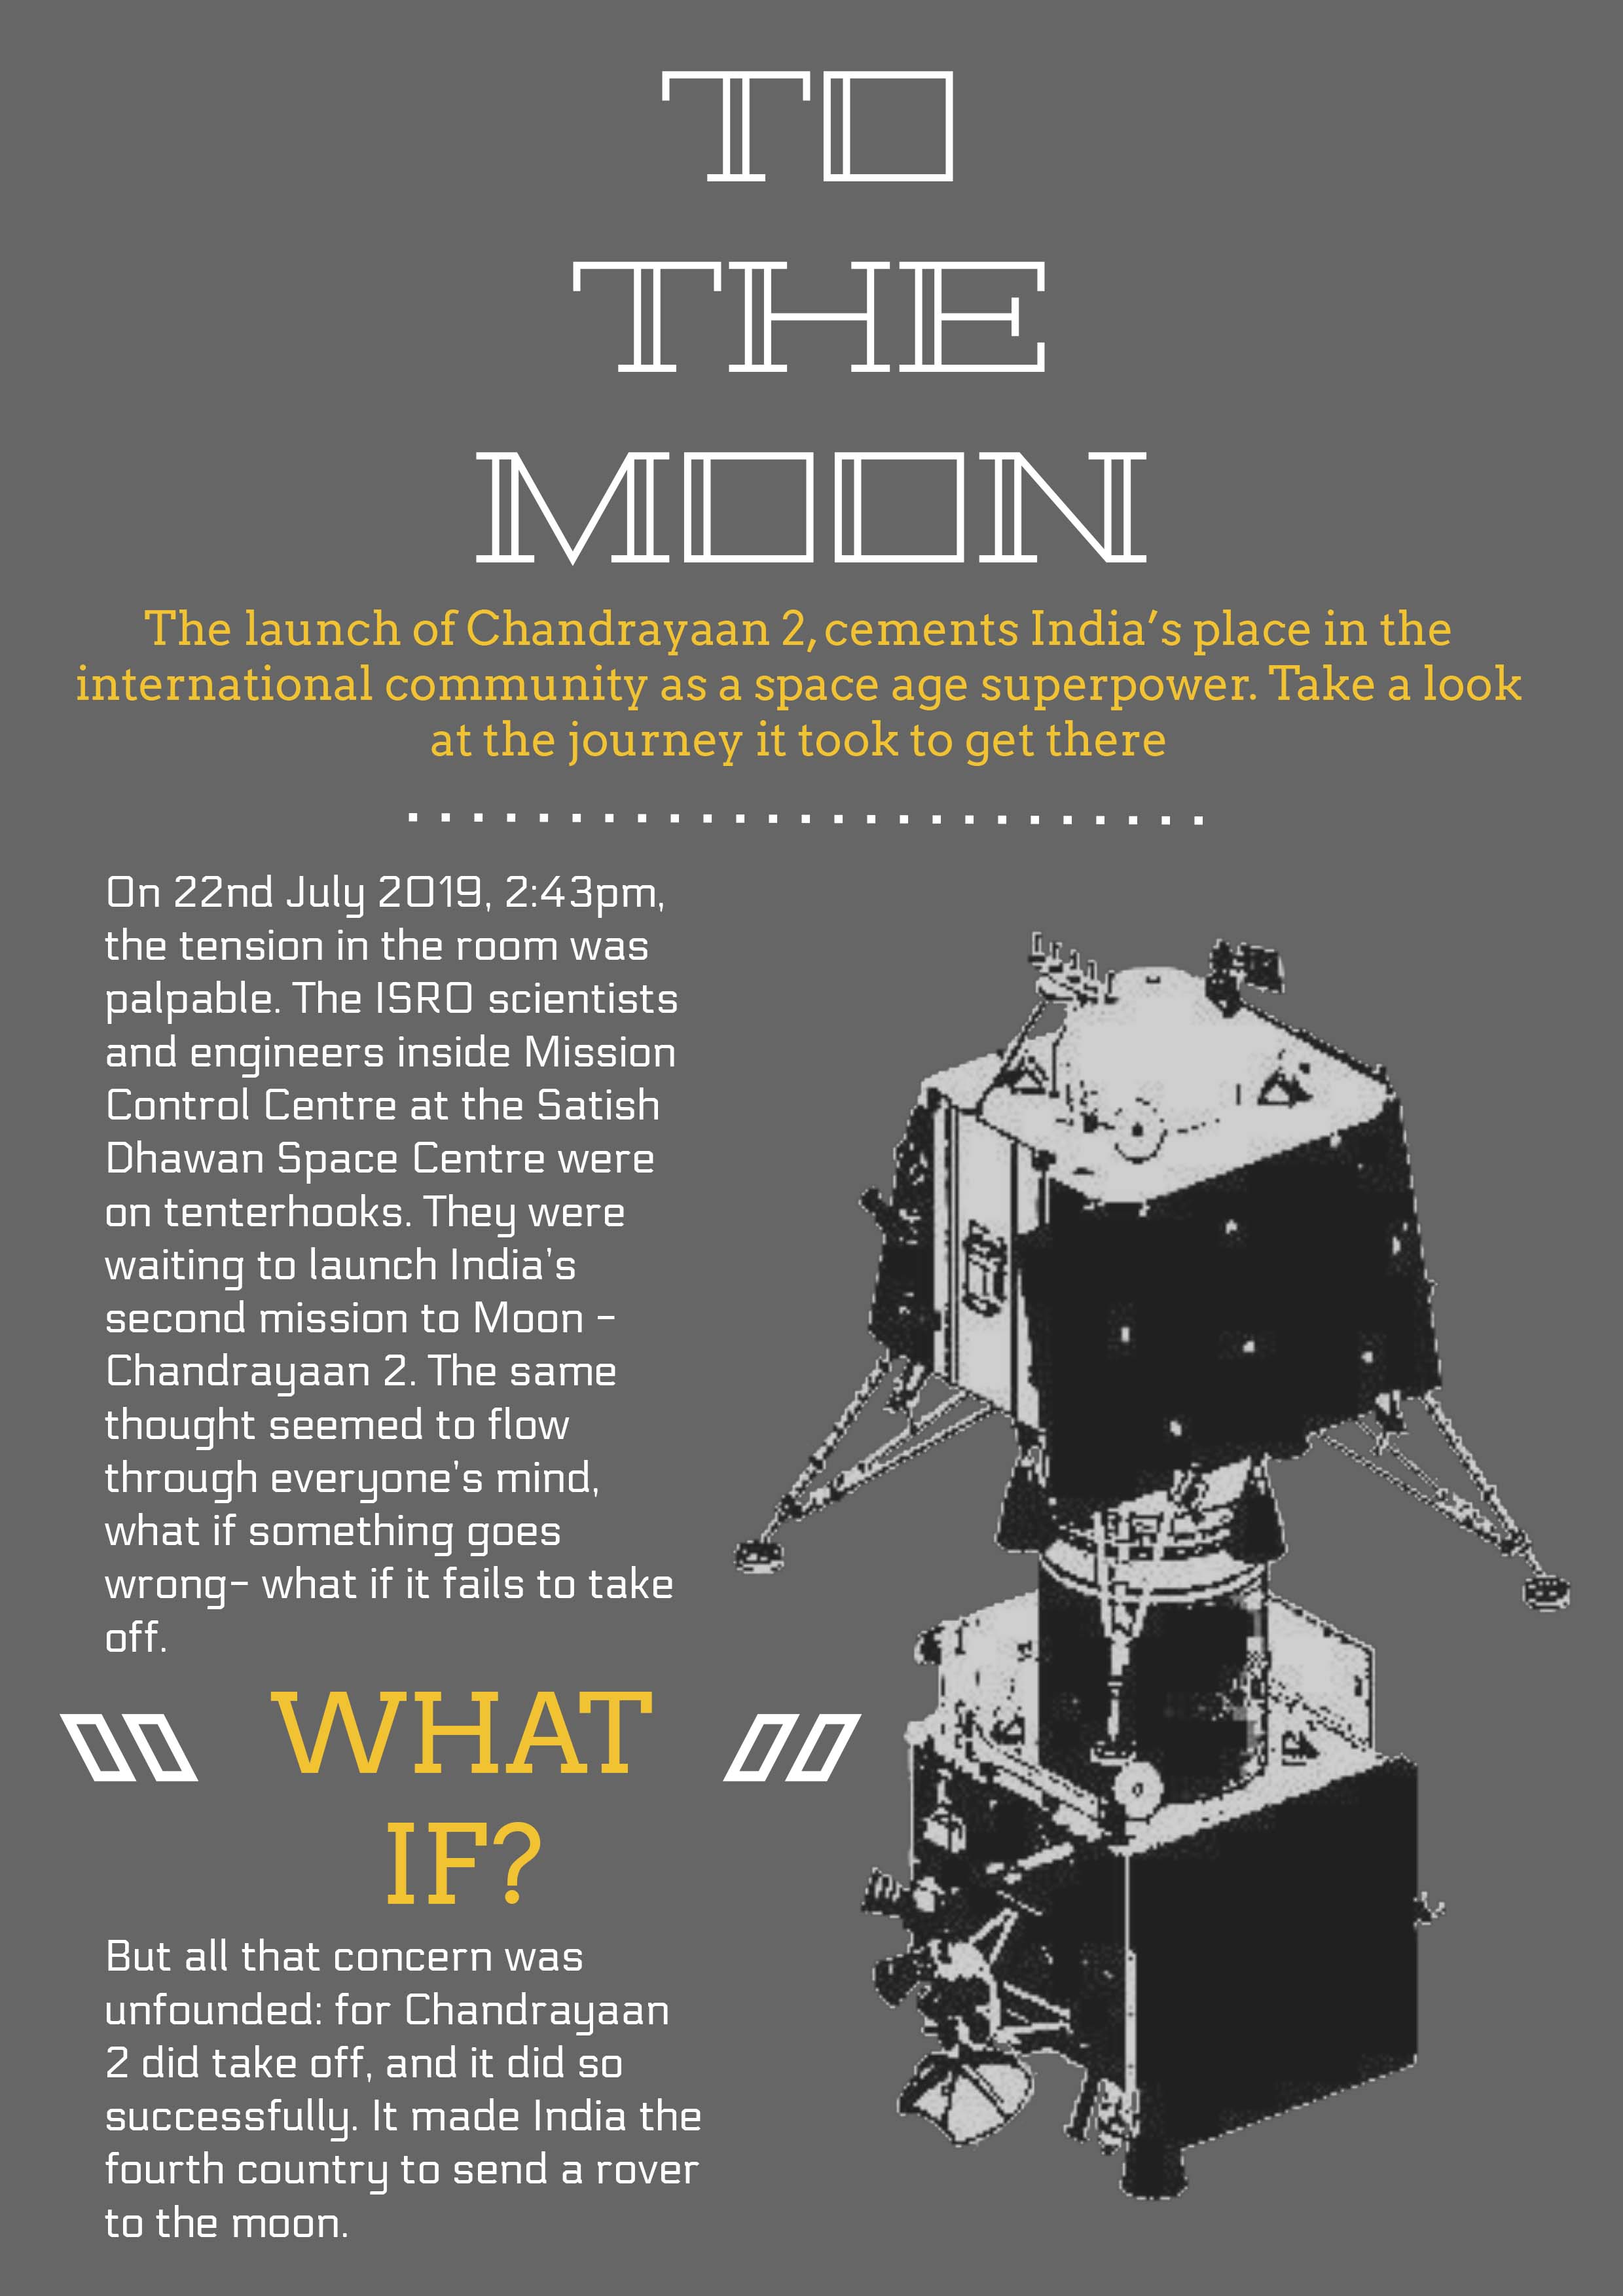 TO
THE
MOON
The launch of Chandrayaan 2, cements India’s place in the
international community as a space age superpower. Take a look
at the journey it took to get there
On 22nd July 2019, 2:43pm,
the tension in the room was
palpable. The ISRO scientists
and engineers inside Mission
Control Centre at the Satish
Dhawan Space Centre were
on tenterhooks. They were
waiting to launch India's
second mission to Moon -
Chandrayaan 2. The same
thought seemed to flow
through everyone's mind,
what if something goes
wrong- what if it fails to take
off.
WHAT
IF?
But all that concern was
unfounded: for Chandrayaan
2 did take off, and it did so
successfully. It made India the
fourth country to send a rover
to the moon.